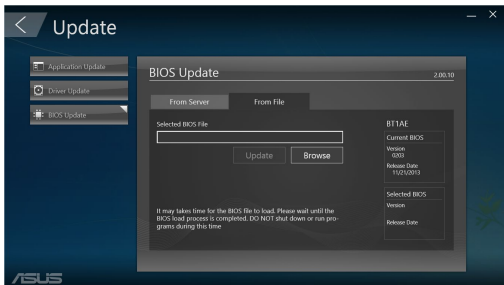 Update
Application Update
Driver Update
BIOS Update
BIOS Update
2.00.10
From Server
From File
Selected BIOS File
Update
Browse
It may takes time for the BIOS file to load. Please wait until the
BIOS load process is completed. DO NOT shut down or run pro-
grams during this time
BT1AE
Current BIOS
Version
0203
Release Date
11/21/2013
Selected BIOS
Version
Release Date
ASUS